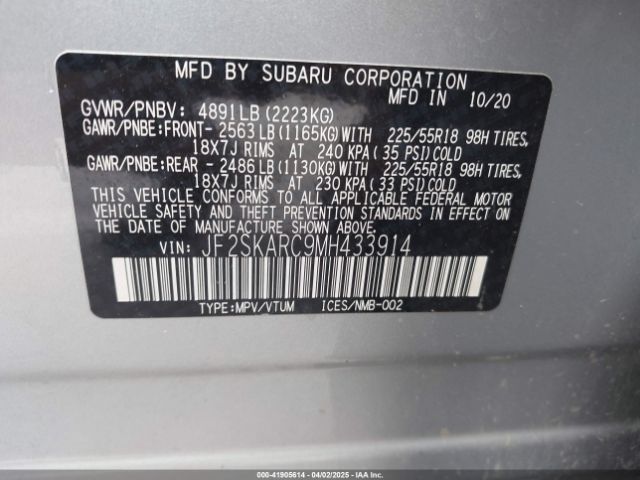 MFD BY SUBARU CORPORATION
MFD IN 10/20
GVWR/PNBV: 4891LB(2223KG)
GAWR/PNBE:FRONT- 2563LB(1165KG)WITH 225/55R18 98H TIRES,
18X7J RIMS AT 240 KPA(35 PSI)COLD
GAWR/PNBE:REAR - 2486LB(1130KG)WITH 225/55R18 98H TIRES,
18X7J RIMS AT 230 KPA(33 PSI)COLD
THIS VEHICLE CONFORMS TO ALL APPLICABLE FEDERAL MOTOR
VEHICLE SAFETY AND THEFT PREVENTION STANDARDS IN EFFECT ON
THE DATE OF MANUFACTURE SHOWN ABOVE.
VIN: JF2SKARC9MH433914
TYPE:MPV/VTUM ICES/NMB-002
000-41905614 - 04/02/2025 - IAAI.com